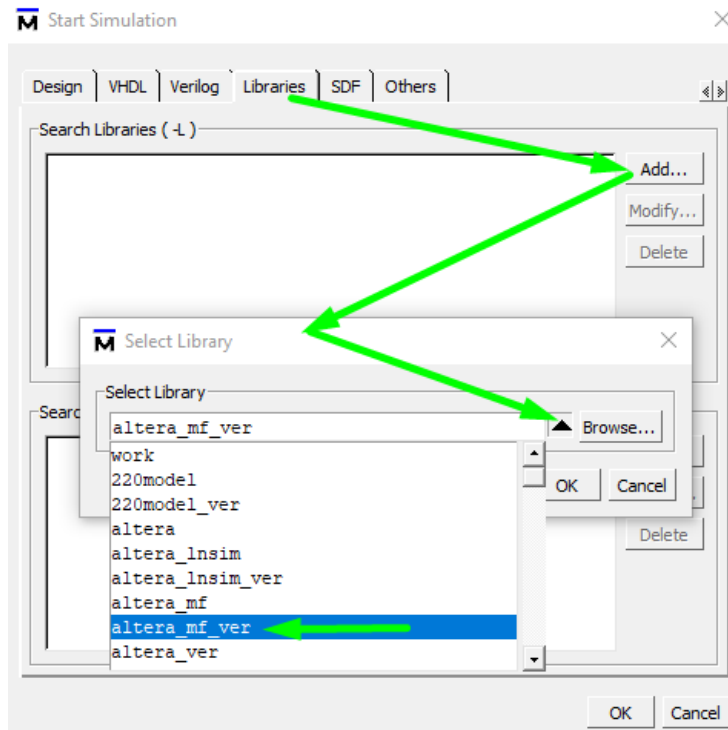 Start Simulation
Design VHDL Verilog Libraries SDF Others
Search Libraries ( -L )
Add...
Modify...
Delete
Select Library
Select Library
altera_mf_ver
Browse...
work
220model
220model_ver
altera
altera_lnsim
altera_lnsim_ver
altera_mf
altera_mf_ver
altera_ver
OK Cancel
Delete
OK Cancel